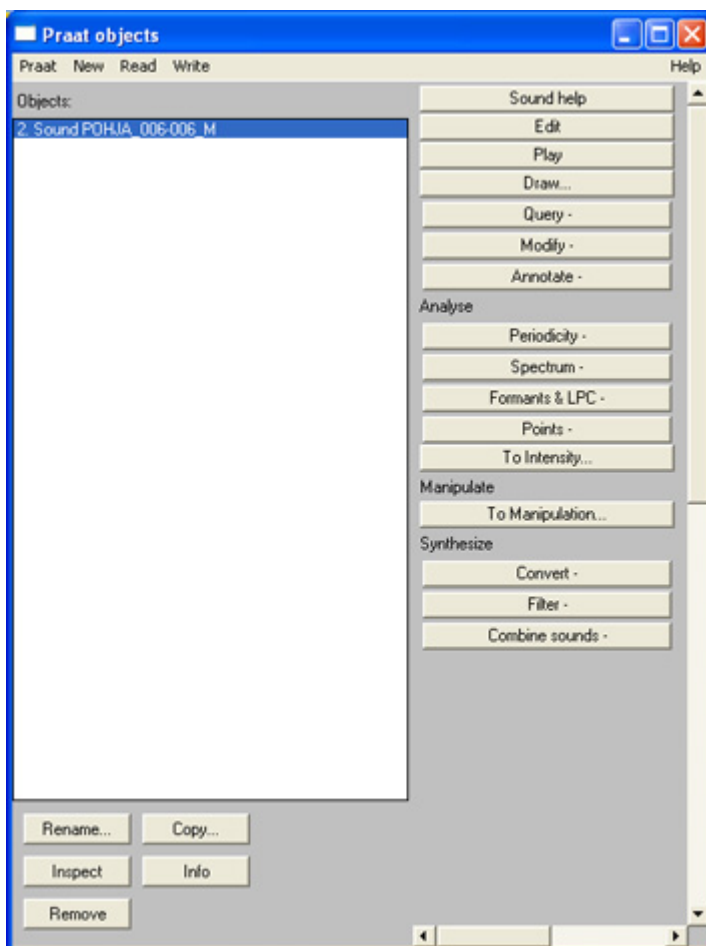 Praat objects
Praat New Read Write Help
Objects:
2. Sound POHJA_006-006_M
Sound help
Edit
Play
Draw...
Query -
Modify -
Annotate -
Analyse
Periodicity -
Spectrum -
Formants & LPC -
Points -
To Intensity...
Manipulate
To Manipulation...
Synthesize
Convert -
Filter -
Combine sounds -
Rename... Copy...
Inspect Info
Remove